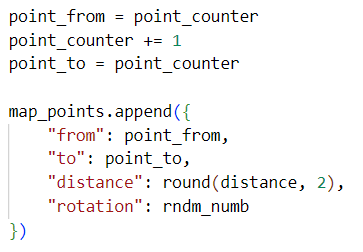 point_from = point_counter
point_counter += 1
point_to = point_counter

map_points.append({
    "from": point_from,
    "to": point_to,
    "distance": round(distance, 2),
    "rotation": rndm_numb
})